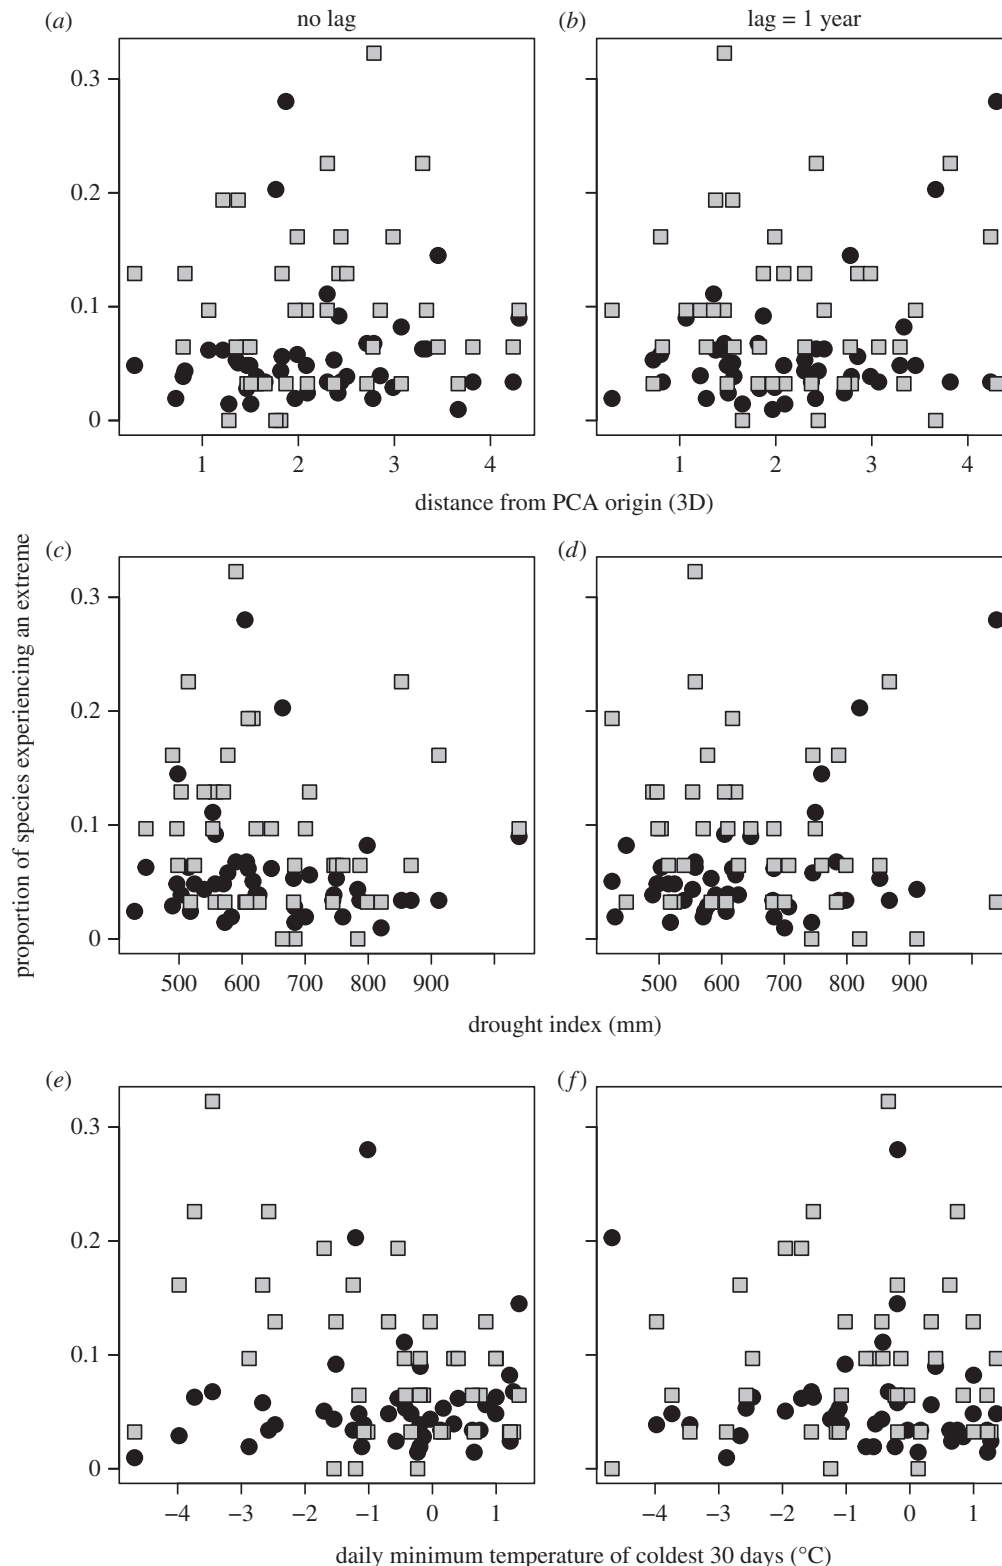 (a) no lag (b) lag = 1 year
0.3
0.2
0.1
0
1 2 3 4 1 2 3 4
distance from PCA origin (3D)
(c) (d)
proportion of species experiencing an extreme
0.3
0.2
0.1
0
500 600 700 800 900 500 600 700 800 900
drought index (mm)
(e) (f)
0.3
0.2
0.1
0
−4 −3 −2 −1 0 1 −4 −3 −2 −1 0 1
daily minimum temperature of coldest 30 days (°C)